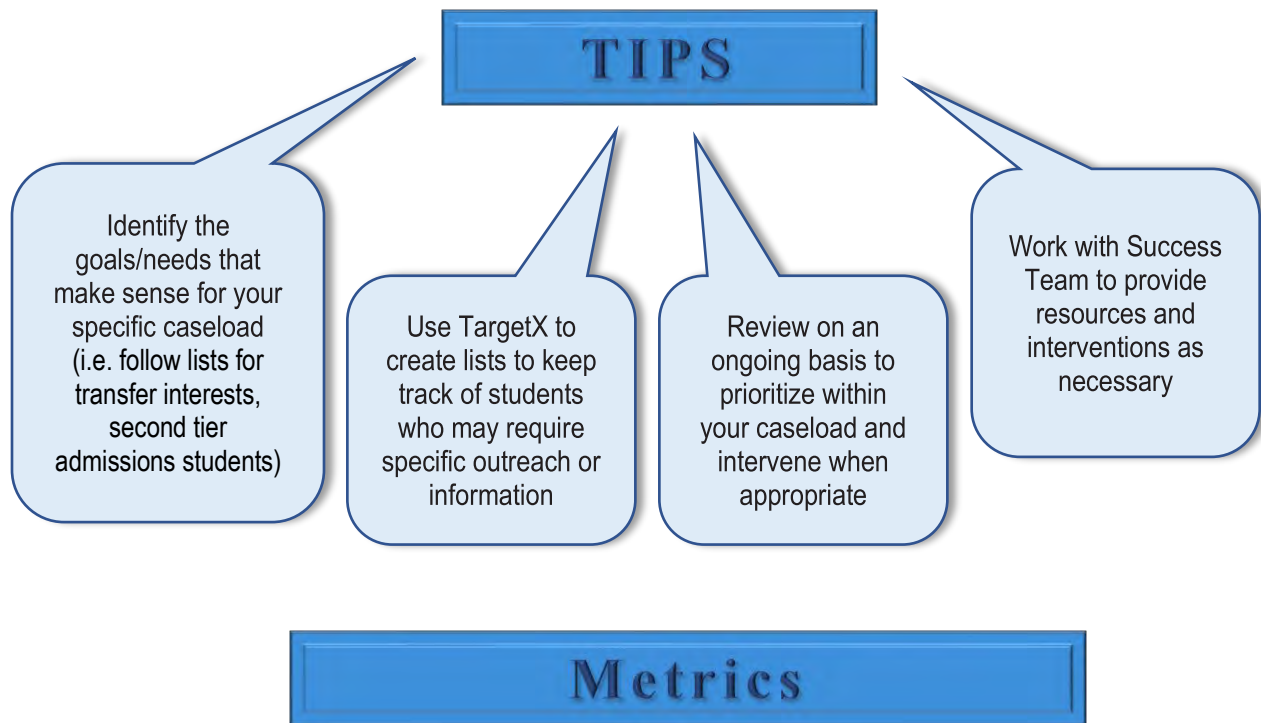 TIPS
Identify the
goals/needs that
make sense for your
specific caseload
(i.e. follow lists for
transfer interests,
second tier
admissions students)
Use TargetX to
create lists to keep
track of students
who may require
specific outreach or
information
Review on an
ongoing basis to
prioritize within
your caseload and
intervene when
appropriate
Work with Success
Team to provide
resources and
interventions as
necessary
Metrics